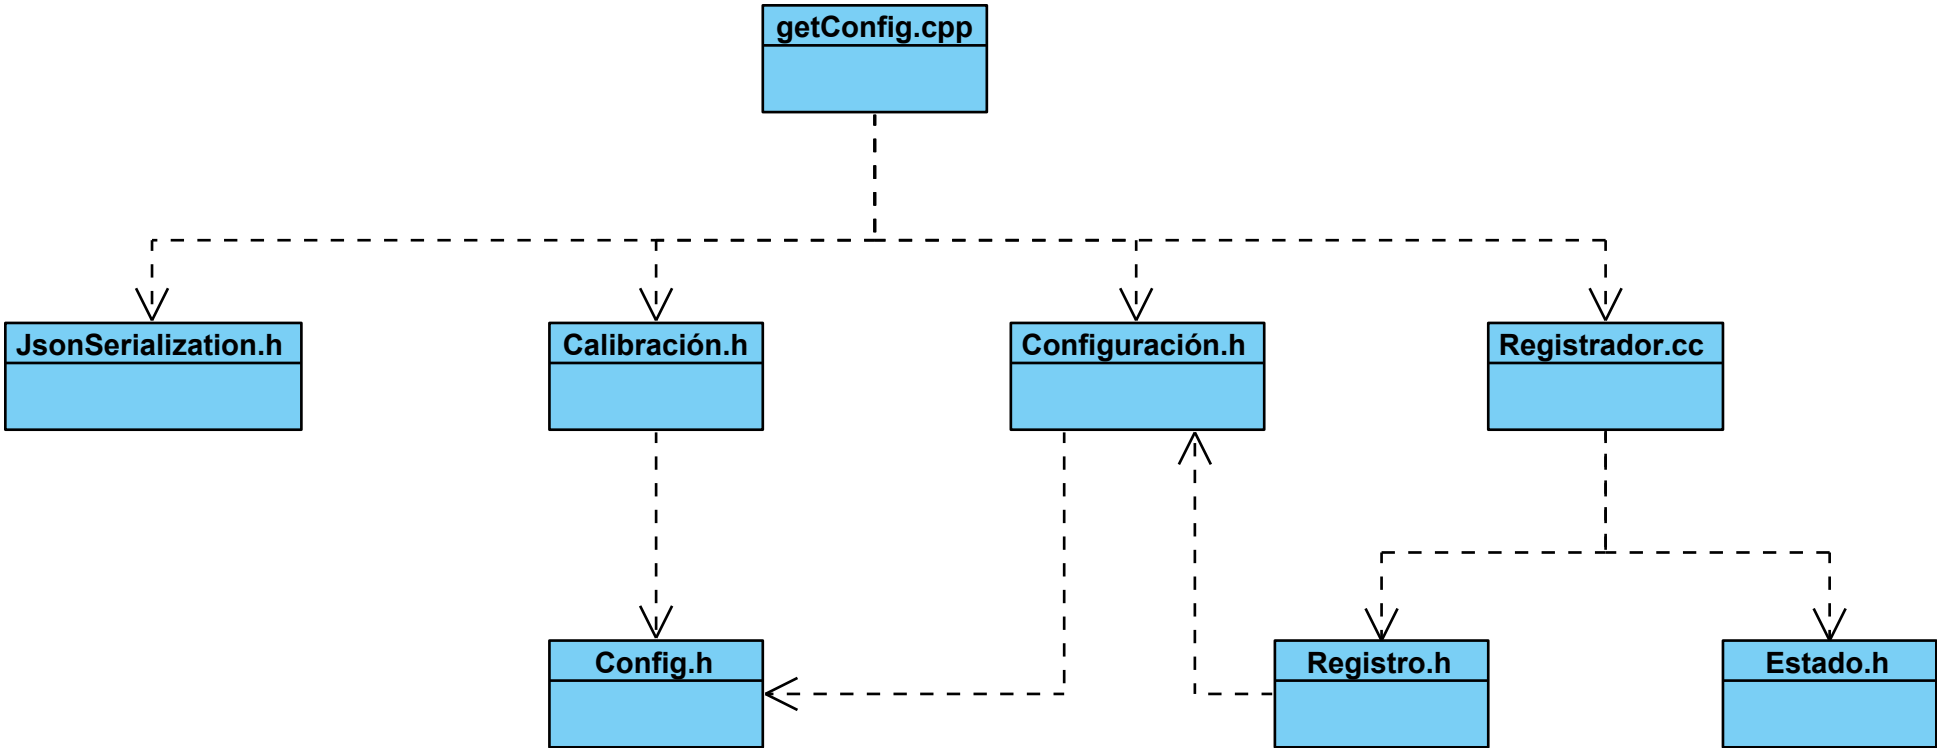 getConfig.cpp
JsonSerialization.h
Calibración.h
Configuración.h
Registrador.cc
Config.h
Registro.h
Estado.h